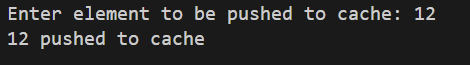 Enter element to be pushed to cache: 12
12 pushed to cache